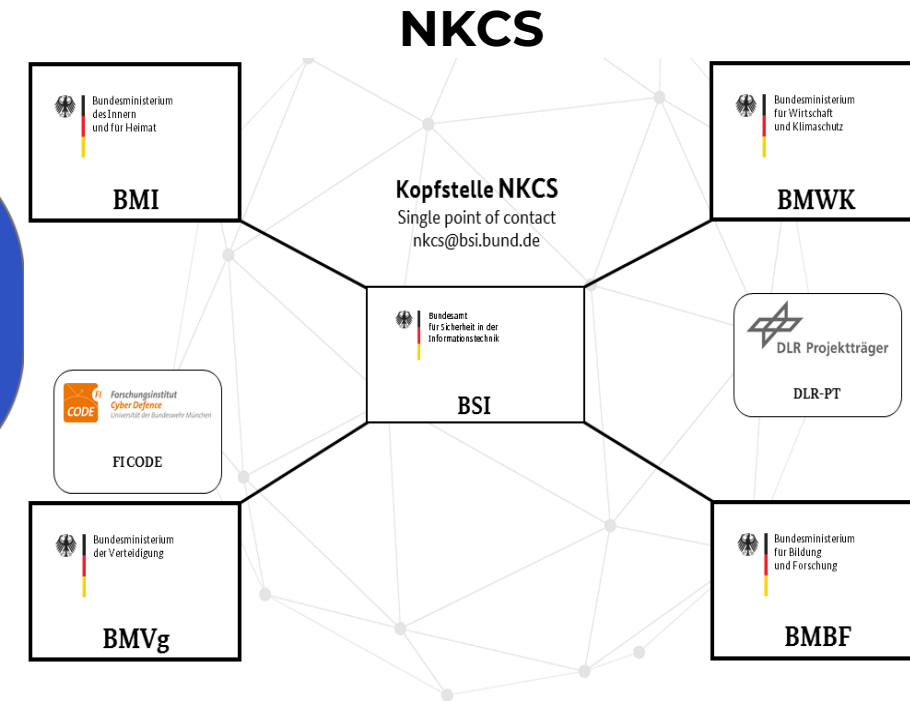 NKCS
Bundesministerium
des Innern
und für Heimat
BMI
Bundesministerium
für Wirtschaft
und Klimaschutz
BMWK
Kopfstelle NKCS
Single point of contact
nkcs@bsi.bund.de
Bundesamt
für Sicherheit in der
Informationstechnik
BSI
DLR Projektträger
DLR-PT
CODE
FI
Forschungsinstitut
Cyber Defence
Universität der Bundeswehr München
FI CODE
Bundesministerium
der Verteidigung
BMVg
Bundesministerium
für Bildung
und Forschung
BMBF